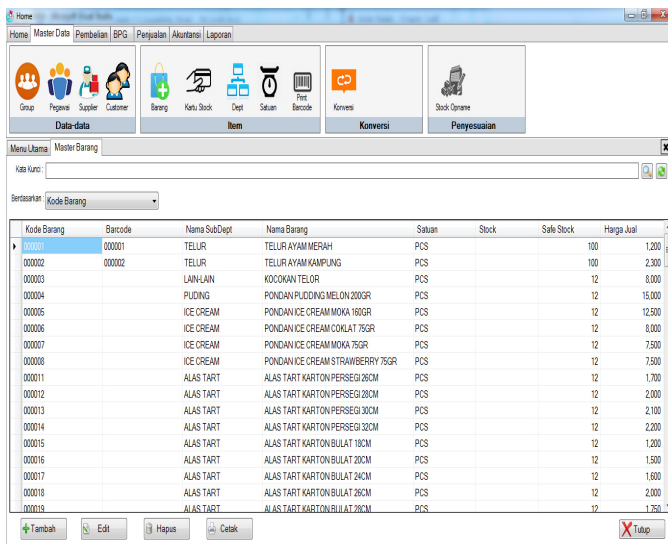 Home
Home Master Data Pembelian BPG Penjualan Akuntansi Laporan
Group Pegawai Supplier Customer Barang Kartu Stock Dept Satuan Print Barcode Konversi Stock Opname
Data-data Item Konversi Penyesuaian
Menu Utama Master Barang
Kata Kunci :
Berdasarkan : Kode Barang
Kode Barang Barcode Nama SubDept Nama Barang Satuan Stock Safe Stock Harga Jual
000001 000001 TELUR TELUR AYAM MERAH PCS 100 1,200
000002 000002 TELUR TELUR AYAM KAMPUNG PCS 100 2,300
000003 LAIN-LAIN KOCOKAN TELOR PCS 12 8,000
000004 PUDING PONDAN PUDDING MELON 200GR PCS 12 15,000
000005 ICE CREAM PONDAN ICE CREAM MOKA 160GR PCS 12 12,500
000006 ICE CREAM PONDAN ICE CREAM COKLAT 75GR PCS 12 8,000
000007 ICE CREAM PONDAN ICE CREAM MOKA 75GR PCS 12 7,500
000008 ICE CREAM PONDAN ICE CREAM STRAWBERRY 75GR PCS 12 7,500
000011 ALAS TART ALAS TART KARTON PERSEGI 26CM PCS 12 1,700
000012 ALAS TART ALAS TART KARTON PERSEGI 28CM PCS 12 2,000
000013 ALAS TART ALAS TART KARTON PERSEGI 30CM PCS 12 2,100
000014 ALAS TART ALAS TART KARTON PERSEGI 32CM PCS 12 2,200
000015 ALAS TART ALAS TART KARTON BULAT 18CM PCS 12 1,200
000016 ALAS TART ALAS TART KARTON BULAT 20CM PCS 12 1,500
000017 ALAS TART ALAS TART KARTON BULAT 24CM PCS 12 1,600
000018 ALAS TART ALAS TART KARTON BULAT 26CM PCS 12 2,000
000019 ALAS TART ALAS TART KARTON BULAT 28CM PCS 12 1,750
Tambah Edit Hapus Cetak Tutup